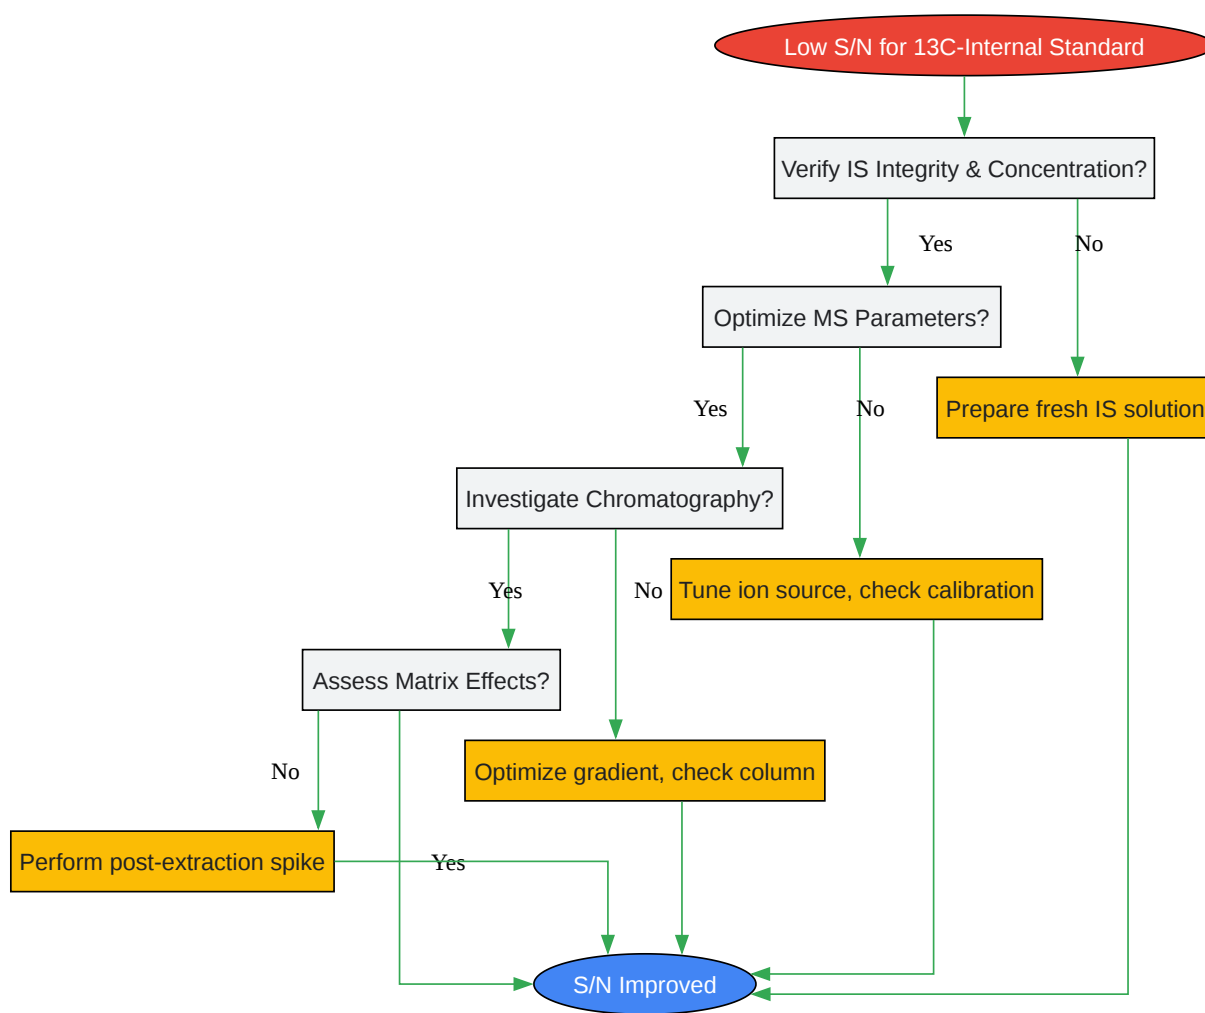 Low S/N for 13C-Internal Standard
Verify IS Integrity & Concentration?
Yes
No
Optimize MS Parameters?
Yes
No
Prepare fresh IS solution
Investigate Chromatography?
Yes
No
Tune ion source, check calibration
Assess Matrix Effects?
No
Optimize gradient, check column
Perform post-extraction spike
Yes
S/N Improved